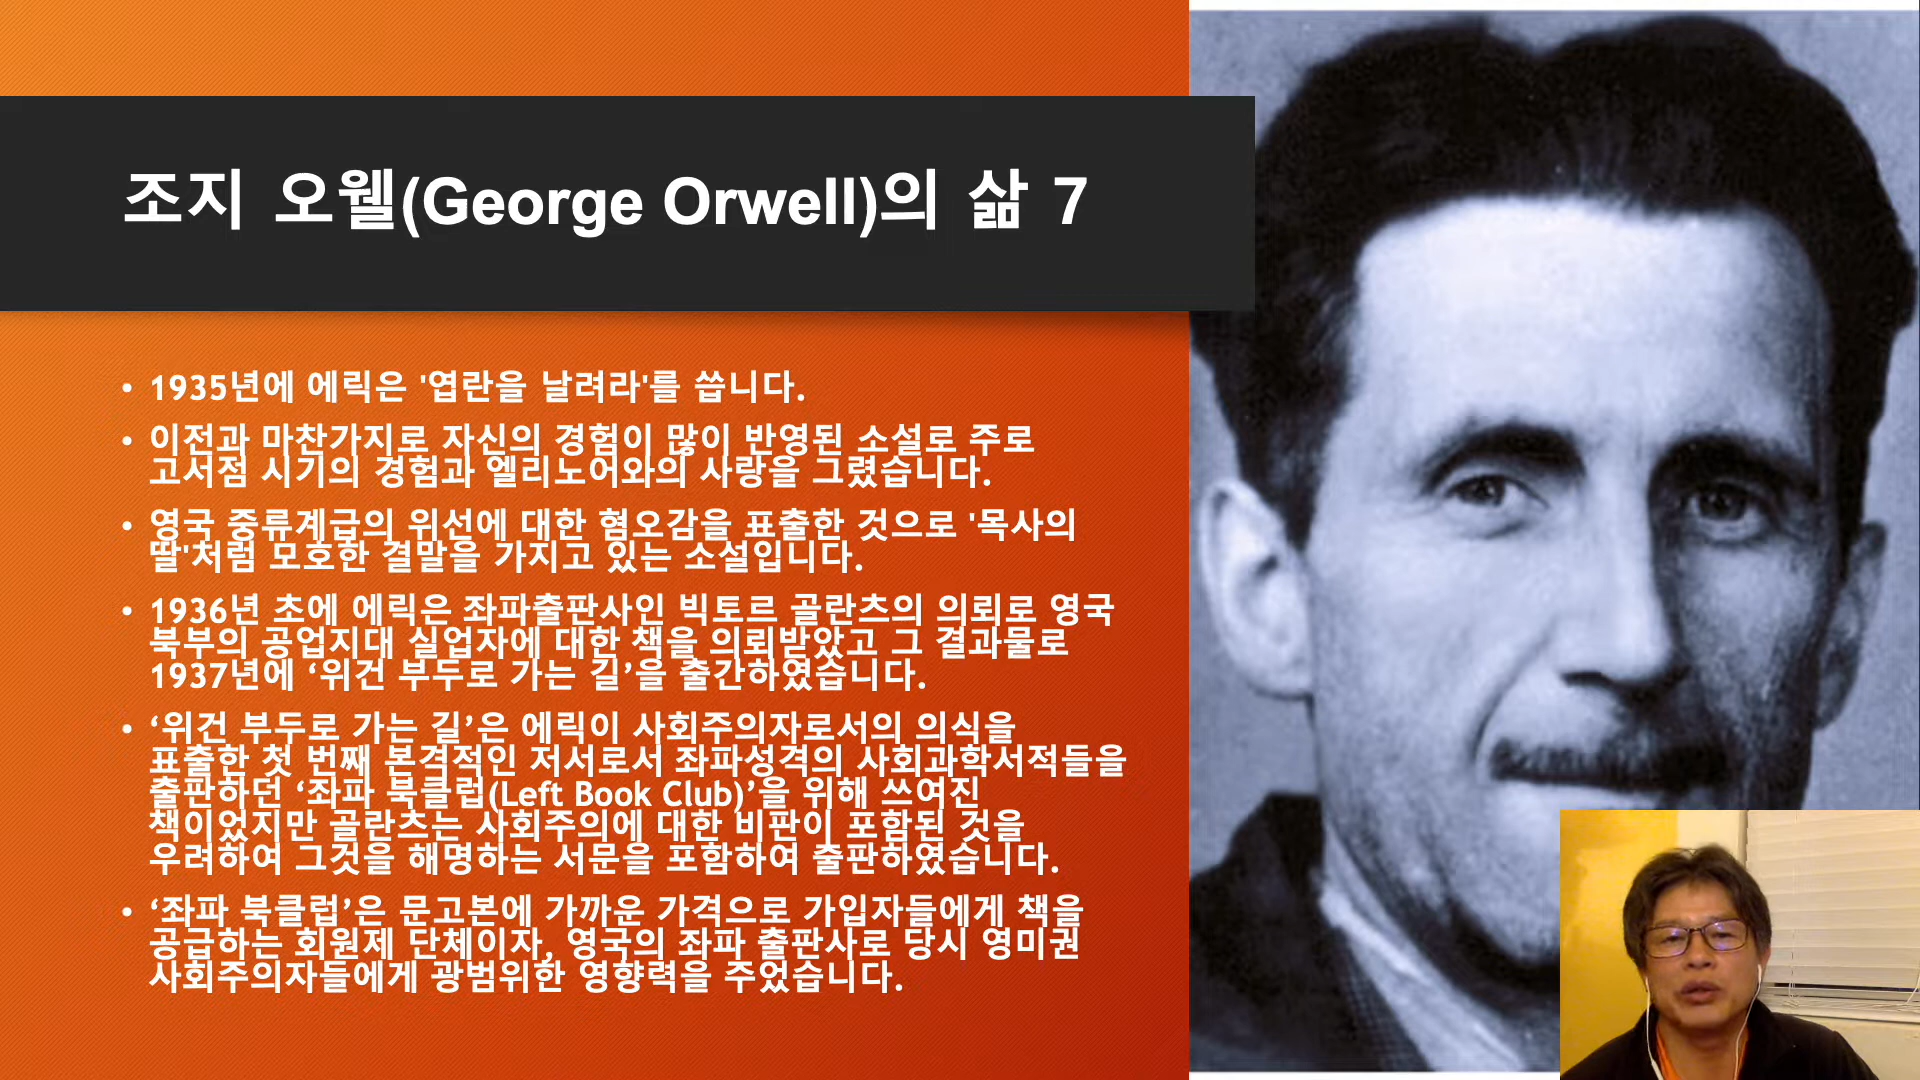 조지 오웰(George Orwell)의 삶 7
• 1935년에 에릭은 '엽란을 날려라'를 씁니다.
• 이전과 마찬가지로 자신의 경험이 많이 반영된 소설로 주로
고서점 시기의 경험과 엘리노어와의 사랑을 그렸습니다.
• 영국 중류계급의 위선에 대한 혐오감을 표출한 것으로 '목사의
딸'처럼 모호한 결말을 가지고 있는 소설입니다.
• 1936년 초에 에릭은 좌파출판사인 빅토르 골란츠의 의뢰로 영국
북부의 공업지대 실업자에 대한 책을 의뢰받았고 그 결과물로
1937년에 ‘위건 부두로 가는 길’을 출간하였습니다.
• ‘위건 부두로 가는 길’은 에릭이 사회주의자로서의 의식을
표출한 첫 번째 본격적인 저서로서 좌파성격의 사회과학서적들을
출판하던 ‘좌파 북클럽(Left Book Club)’을 위해 쓰여진
책이었지만 골란츠는 사회주의에 대한 비판이 포함된 것을
우려하여 그것을 해명하는 서문을 포함하여 출판하였습니다.
• ‘좌파 북클럽’은 문고본에 가까운 가격으로 가입자들에게 책을
공급하는 회원제 단체이자, 영국의 좌파 출판사로 당시 영미권
사회주의자들에게 광범위한 영향력을 주었습니다.